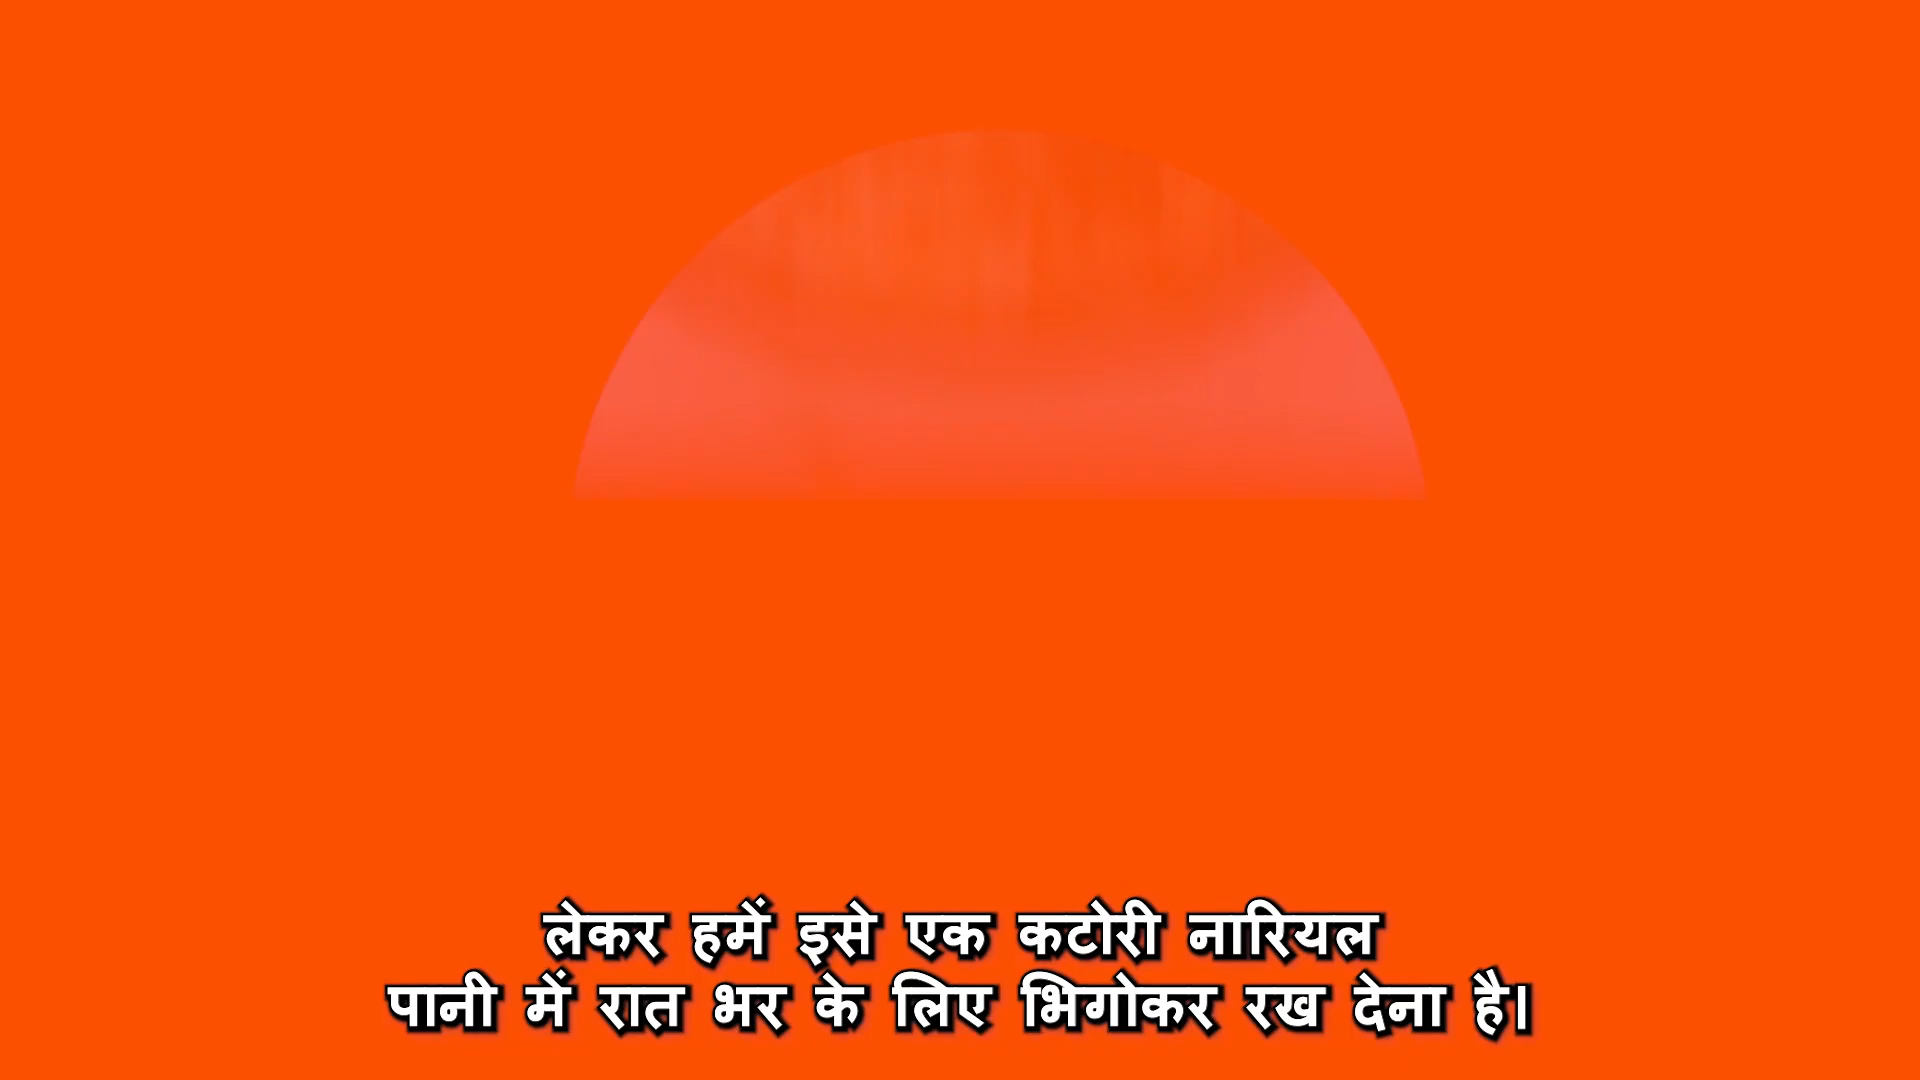 लेकर हमें इसे एक कटोरी नारियल
पानी में रात भर के लिए भिगोकर रख देना है।